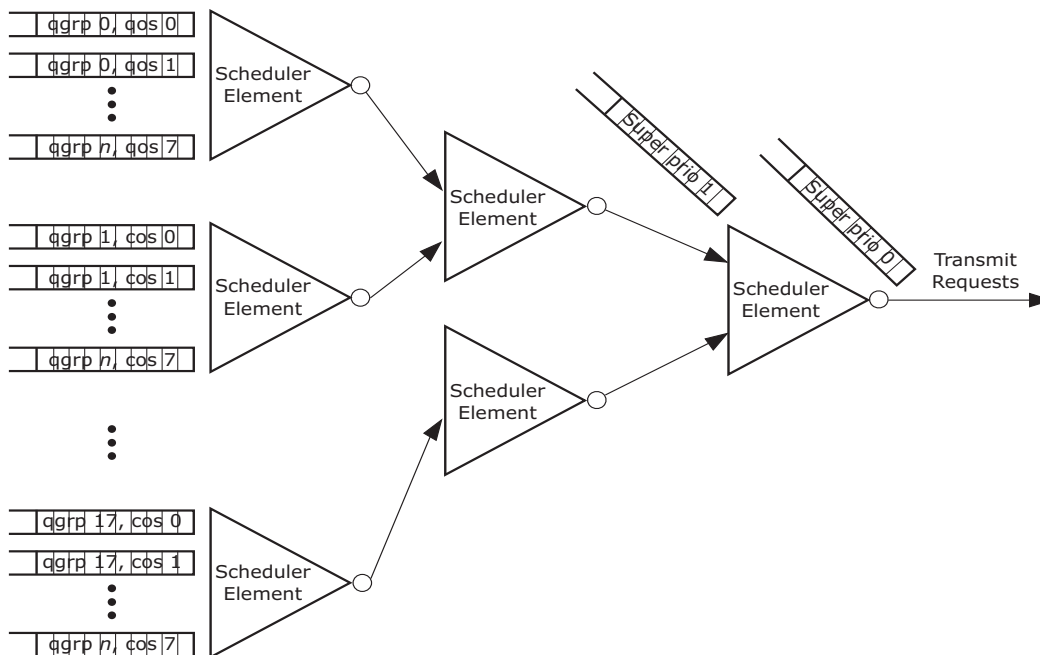 qgrp 0, qos 0
qgrp 0, qos 1
qgrp n, qos 7
Scheduler
Element
qgrp 1, cos 0
qgrp 1, cos 1
qgrp n, cos 7
Scheduler
Element
qgrp 17, cos 0
qgrp 17, cos 1
qgrp n, cos 7
Scheduler
Element
Scheduler
Element
Scheduler
Element
Super prio 1
Super prio 0
Scheduler
Element
Transmit
Requests